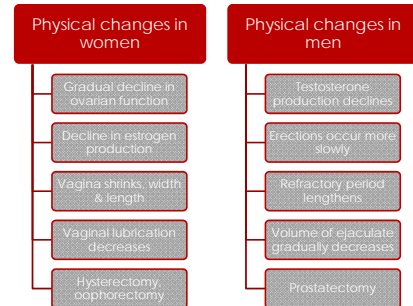 Physical changes in
women
Gradual decline in
ovarian function
Decline in estrogen
production
Vagina shrinks, width
& length
Vaginal lubrication
decreases
Hysterectomy,
oophorectomy
Physical changes in
men
Testosterone
production declines
Erections occur more
slowly
Refractory period
lengthens
Volume of ejaculate
gradually decreases
Prostatectomy